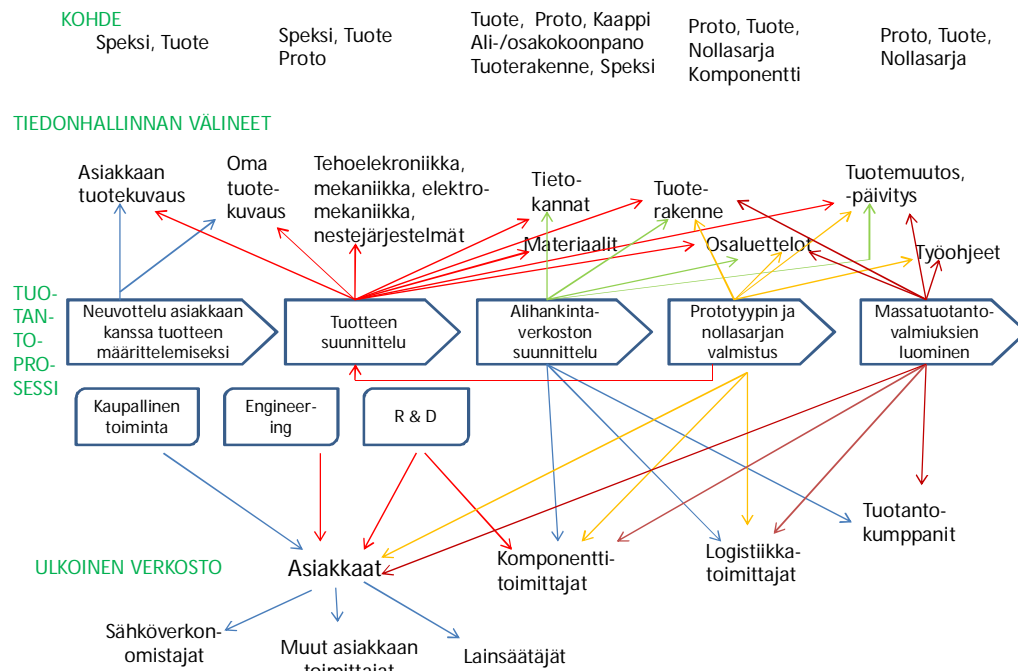 KOHDE
Speksi, Tuote
Speksi, Tuote
Proto
Tuote, Proto, Kaappi
Ali-/osakokoonpano
Tuoterakenne, Speksi
Proto, Tuote,
Nollasarja
Komponentti
Proto, Tuote,
Nollasarja
TIEDONHALLINNAN VÄLINEET
Asiakkaan
tuotekuvaus
Oma
tuote-
kuvaus
Tehoelekroniikka,
mekaniikka, elektro-
mekaniikka,
nestejärjestelmät
Tieto-
kannat
Materiaalit
Tuote-
rakenne
Osaluettelot
Tuotemuutos,
-päivitys
Työohjeet
TUO-
TAN-
TO-
PRO-
SESSI
Neuvottelu asiakkaan
kanssa tuotteen
määrittelemiseksi
Tuotteen
suunnittelu
Alihankinta-
verkoston
suunnittelu
Prototyypin ja
nollasarjan
valmistus
Massatuotanto-
valmiuksien
luominen
Kaupallinen
toiminta
Engineer-
ing
R & D
ULKOINEN VERKOSTO
Asiakkaat
Komponentti-
toimittajat
Logistiikka-
toimittajat
Tuotanto-
kumppanit
Sähköverkon-
omistajat
Muut asiakkaan
toimittajat
Lainsäätäjät